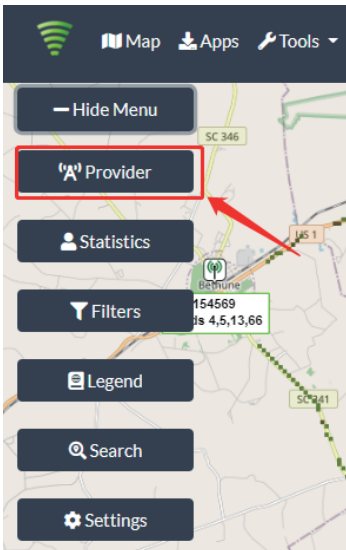 Map Apps Tools
Hide Menu
SC 346
Provider
US 1
Statistics
Bethune
154569
ds 4,5,13,66
Filters
Legend
SC 341
Search
Settings